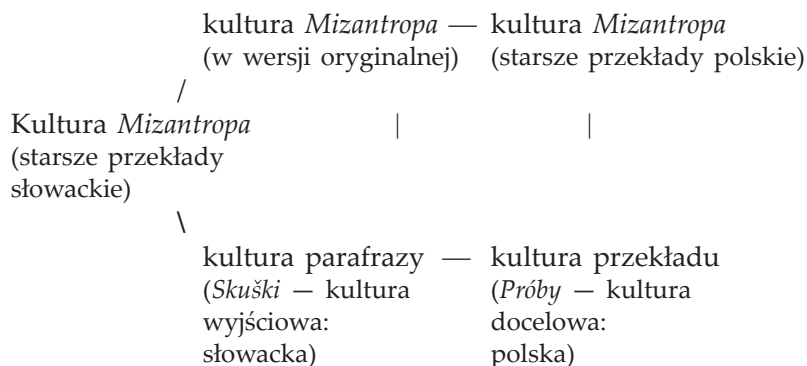 kultura Mizantropa — kultura Mizantropa
(w wersji oryginalnej) (starsze przekłady polskie)
/
Kultura Mizantropa | |
(starsze przekłady
słowackie)
\
kultura parafrazy — kultura przekładu
(Skuški — kultura (Próby — kultura
wyjściowa: docelowa:
słowacka) polska)